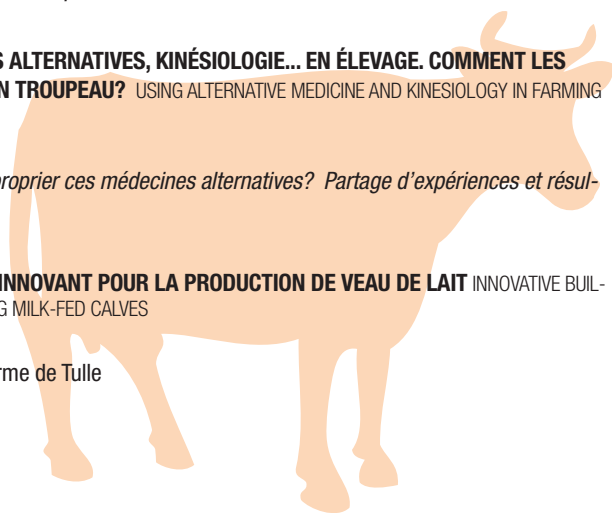 S ALTERNATIVES, KINÉSIOLOGIE... EN ÉLEVAGE. COMMENT LES
N TROUPEAU? USING ALTERNATIVE MEDICINE AND KINESIOLOGY IN FARMING
proprier ces médecines alternatives? Partage d'expériences et résul-
INNOVANT POUR LA PRODUCTION DE VEAU DE LAIT INNOVATIVE BUIL-
G MILK-FED CALVES
rme de Tulle